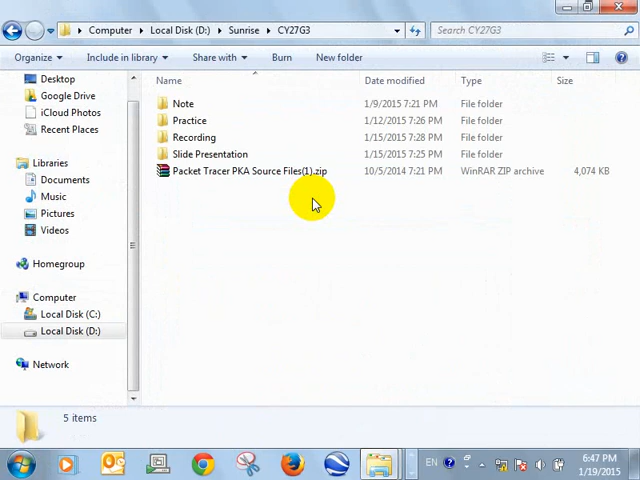 Computer Local Disk (D:) Sunrise CY27G3 Search CY27G3
Organize Include in library Share with Burn New folder
Name Date modified Type Size
Desktop
Google Drive
iCloud Photos
Recent Places
Libraries
Documents
Music
Pictures
Videos
Homegroup
Computer
Local Disk (C:)
Local Disk (D:)
Network
Note 1/9/2015 7:21 PM File folder
Practice 1/12/2015 7:26 PM File folder
Recording 1/15/2015 7:28 PM File folder
Slide Presentation 1/15/2015 7:25 PM File folder
Packet Tracer PKA Source Files(1).zip 10/5/2014 7:21 PM WinRAR ZIP archive 4,074 KB
5 items
EN 6:47 PM
1/19/2015